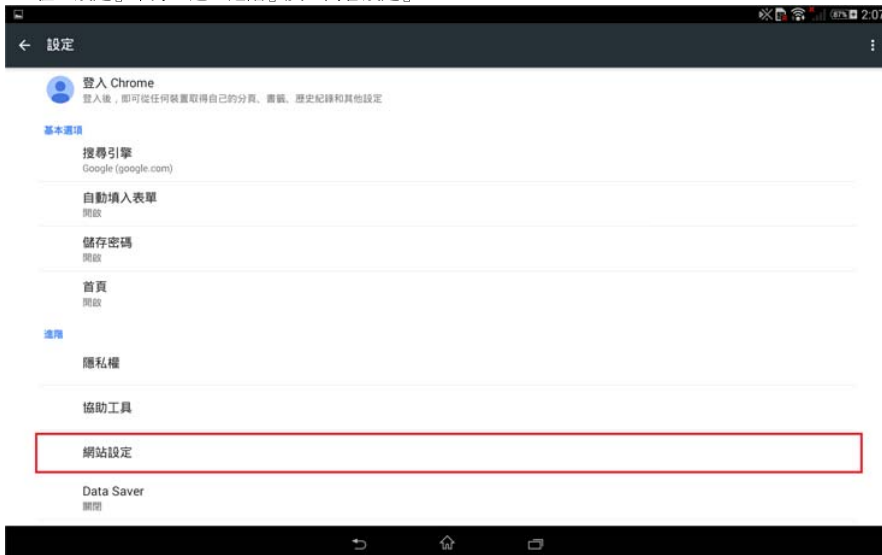 87% 2:07
設定
登入 Chrome
登入後，即可從任何裝置取得自己的分頁、書籤、歷史紀錄和其他設定
基本選項
搜尋引擎
Google (google.com)
自動填入表單
開啟
儲存密碼
開啟
首頁
開啟
進階
隱私權
協助工具
網站設定
Data Saver
關閉